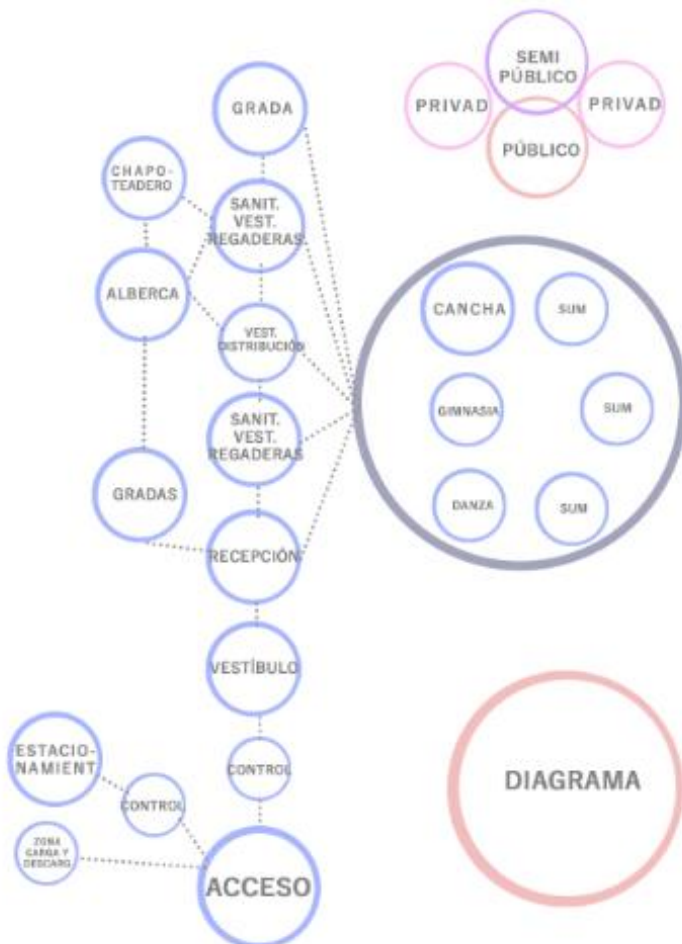 SEMI
PÚBLICO
PRIVAD
PRIVAD
PÚBLICO
GRADA
CHAPO-
TEADERO
SANIT.
VEST.
REGADERAS
ALBERCA
VEST.
DISTRIBUCIÓN
SANIT.
VEST.
REGADERAS
GRADAS
RECEPCIÓN
VESTÍBULO
CONTROL
ESTACIO-
NAMIENT
CONTROL
ZONA
CARGA Y
DESCARG
ACCESO
CANCHA
SUM
GIMNASIA
SUM
DANZA
SUM
DIAGRAMA